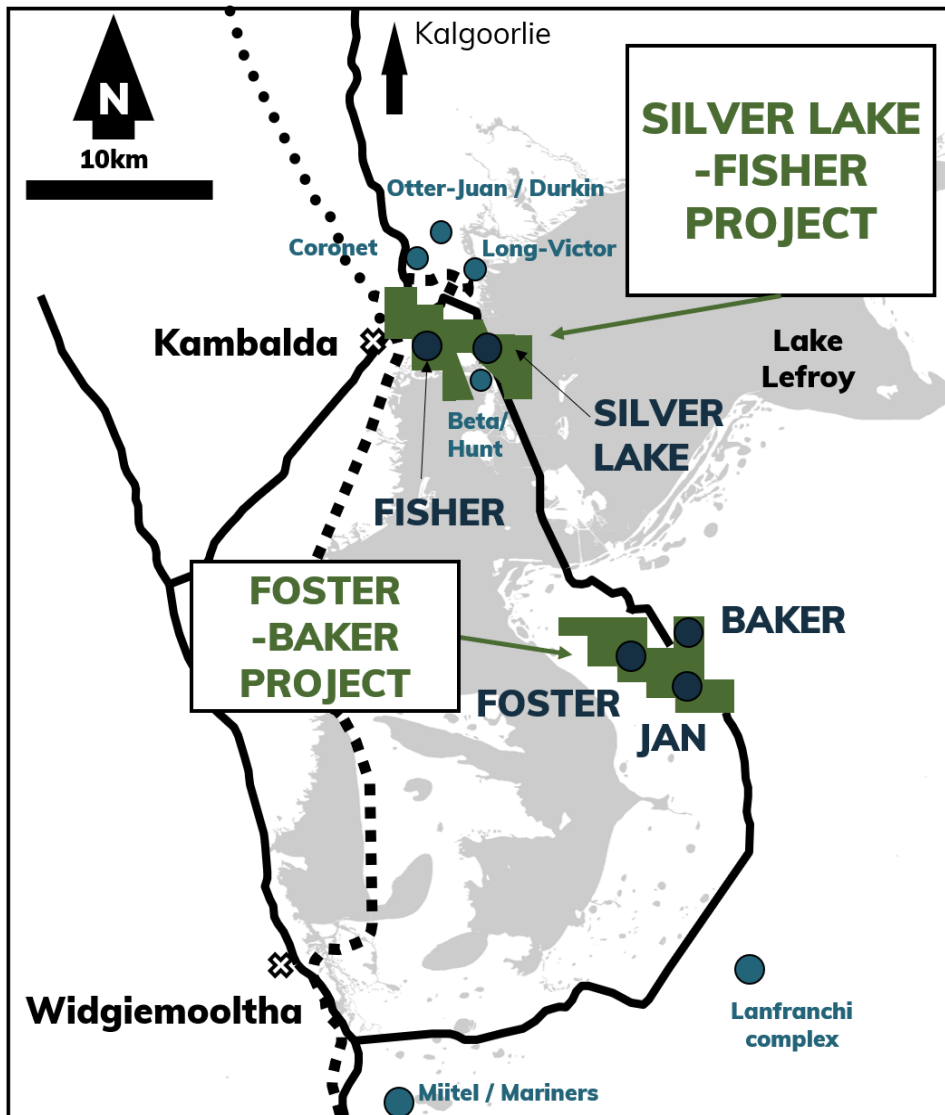 Kalgoorlie
N
10km
SILVER LAKE
-FISHER
PROJECT
Otter-Juan / Durkin
Coronet
Long-Victor
Kambalda
Lake
Lefroy
Beta/
Hunt
SILVER
LAKE
FISHER
FOSTER
-BAKER
PROJECT
BAKER
FOSTER
JAN
Widgiemooltha
Lanfranchi
complex
Miitel / Mariners